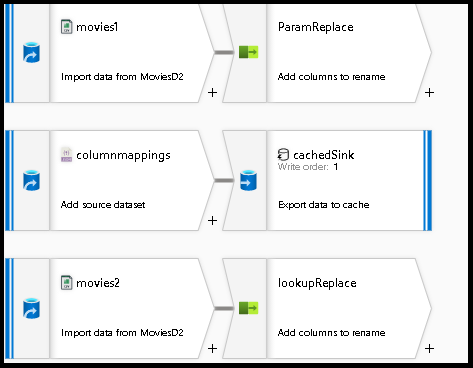 movies1
Import data from MoviesD2
+
ParamReplace
Add columns to rename
+
columnmappings
Add source dataset
+
cachedSink
Write order: 1
Export data to cache
movies2
Import data from MoviesD2
+
lookupReplace
Add columns to rename
+